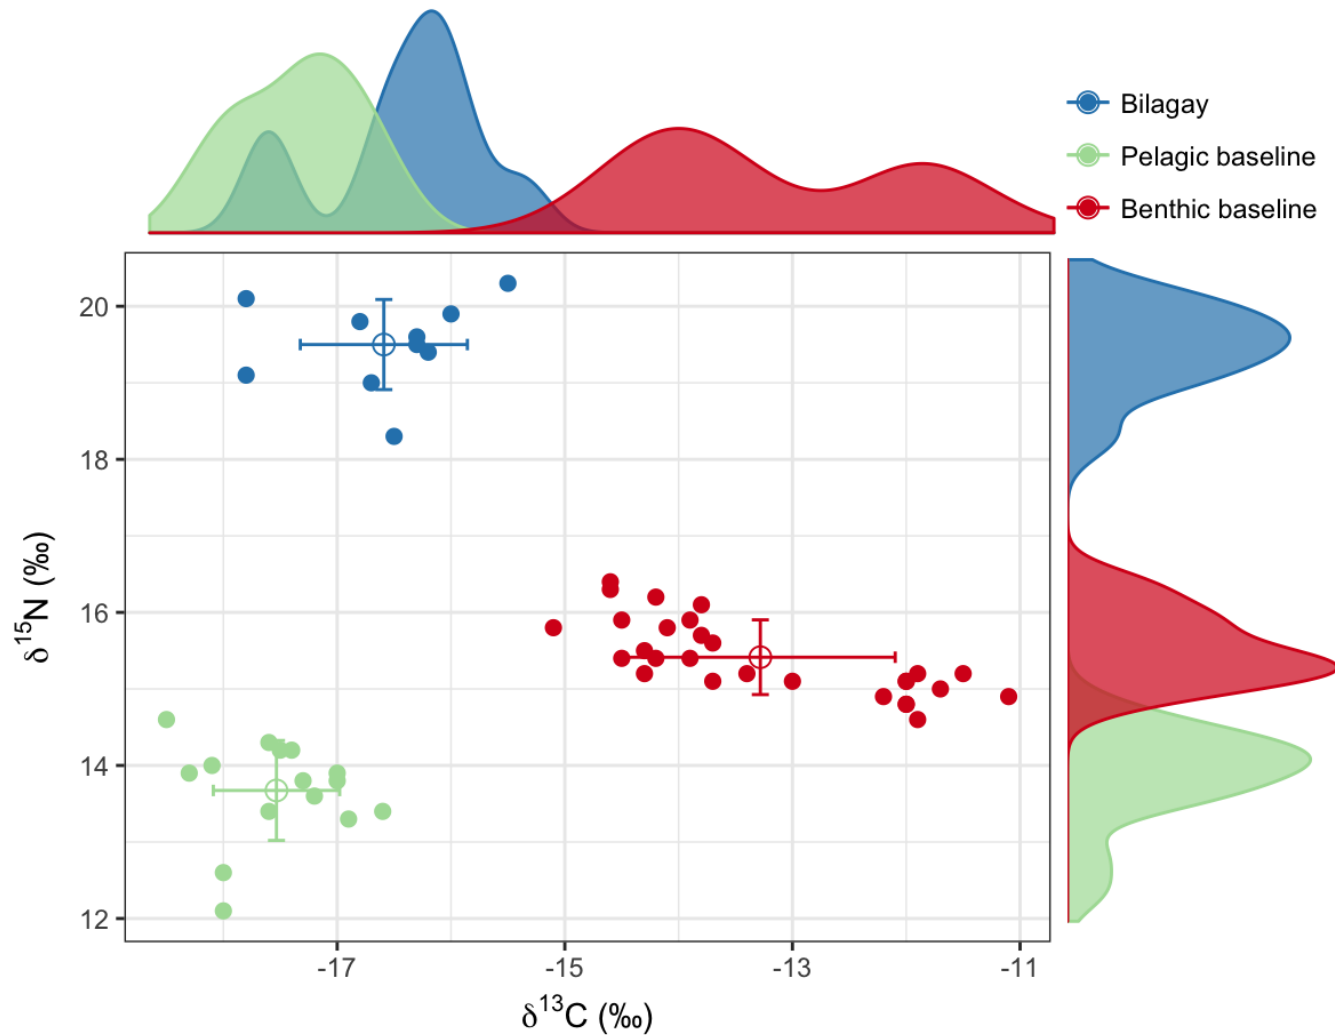 Bilagay
Pelagic baseline
Benthic baseline
20
18
16
14
12
δ¹⁵N (‰)
-17 -15 -13 -11
δ¹³C (‰)